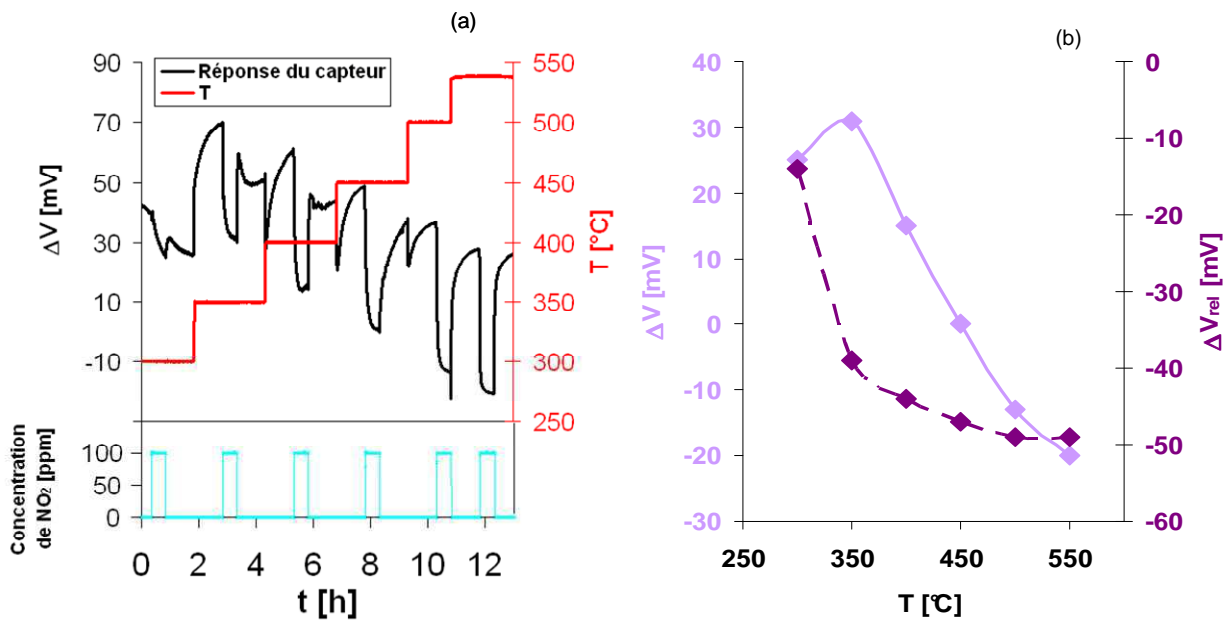 (a)
ΔV [mV]
90
70
50
30
10
-10
Réponse du capteur
T
550
500
450
400
350
300
250
T [°C]
Concentration
de NO₂ [ppm]
100
50
0
0 2 4 6 8 10 12
t [h]
(b)
ΔV [mV]
40
30
20
10
0
-10
-20
-30
0
-10
-20
-30
-40
-50
-60
ΔVrel [mV]
250 350 450 550
T [°C]